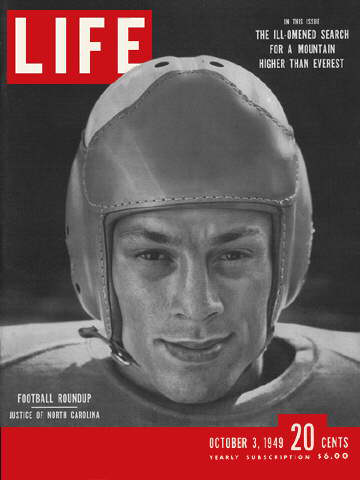 LIFE
IN THIS ISSUE
THE ILL-OMENED SEARCH
FOR A MOUNTAIN
HIGHER THAN EVEREST
FOOTBALL ROUNDUP
JUSTICE OF NORTH CAROLINA
OCTOBER 3, 1949 20 CENTS
YEARLY SUBSCRIPTION $6.00